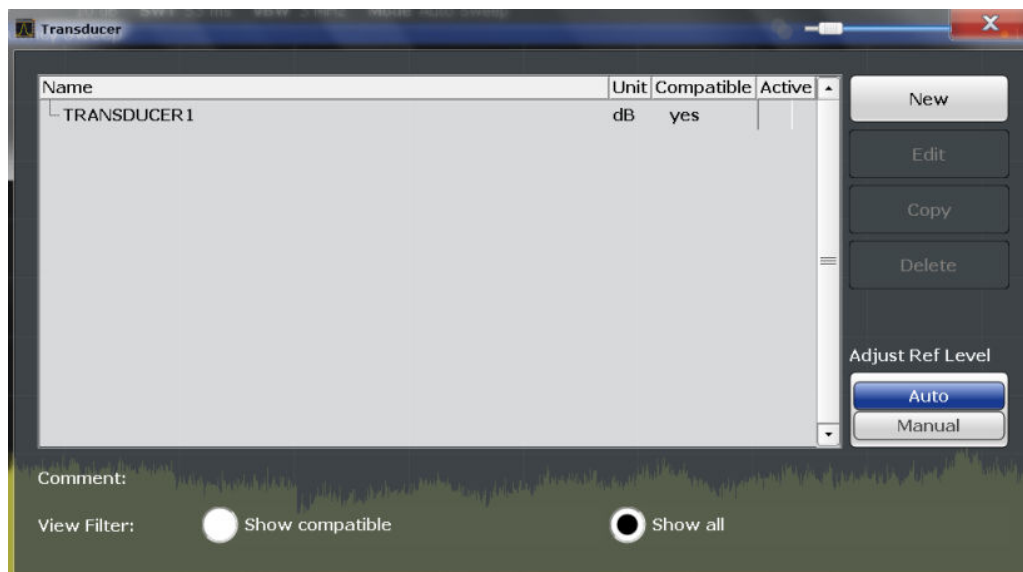 Transducer
Name Unit Compatible Active
TRANSDUCER1 dB yes
New
Edit
Copy
Delete
Adjust Ref Level
Auto
Manual
Comment:
View Filter: Show compatible Show all